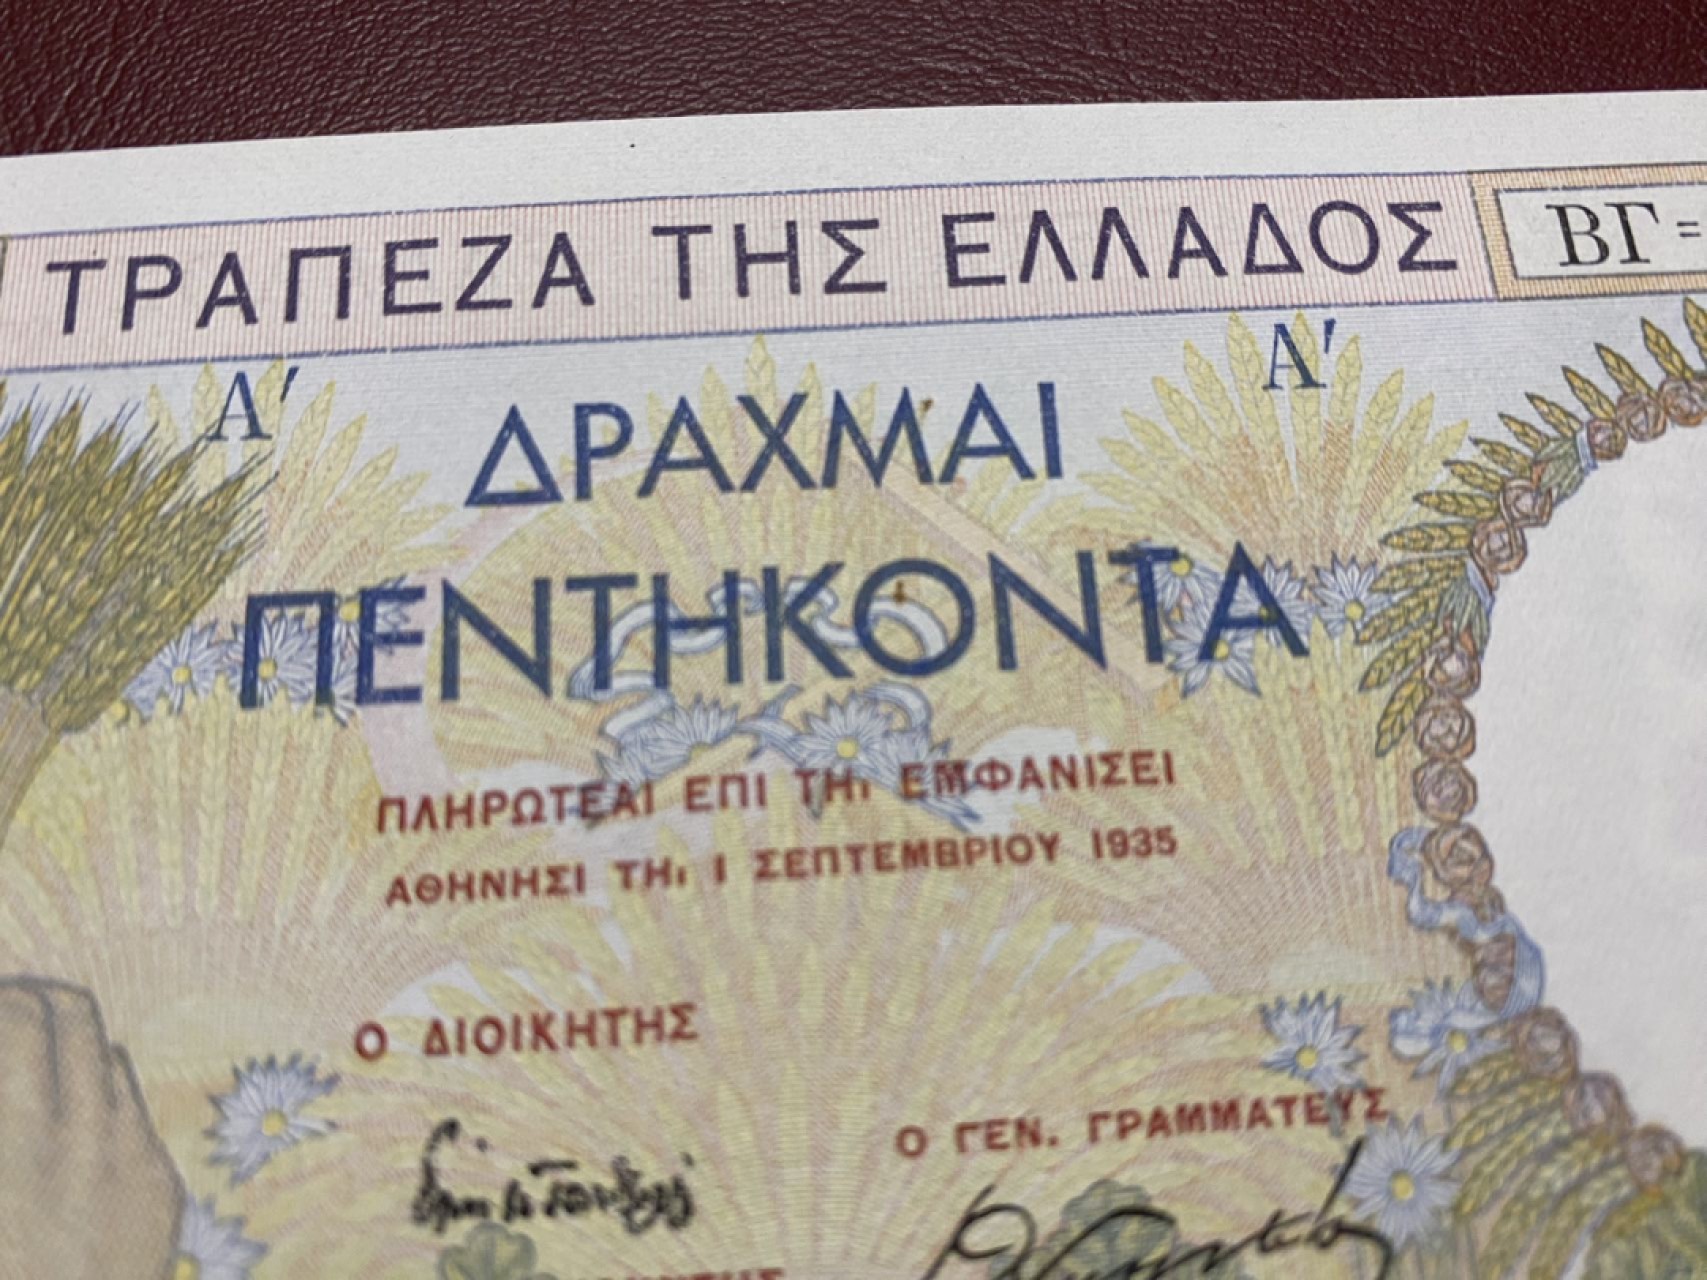 ΤΡΑΠΕΖΑ ΤΗΣ ΕΛΛΑΔΟΣ ΒΓ=
Α' Α'
ΔΡΑΧΜΑΙ
ΠΕΝΤΗΚΟΝΤΑ
ΠΛΗΡΩΤΕΑΙ ΕΠΙ ΤΗι ΕΜΦΑΝΙΣΕΙ
ΑΘΗΝΗΣΙ ΤΗι 1 ΣΕΠΤΕΜΒΡΙΟΥ 1935
Ο ΔΙΟΙΚΗΤΗΣ
Ο ΓΕΝ. ΓΡΑΜΜΑΤΕΥΣ